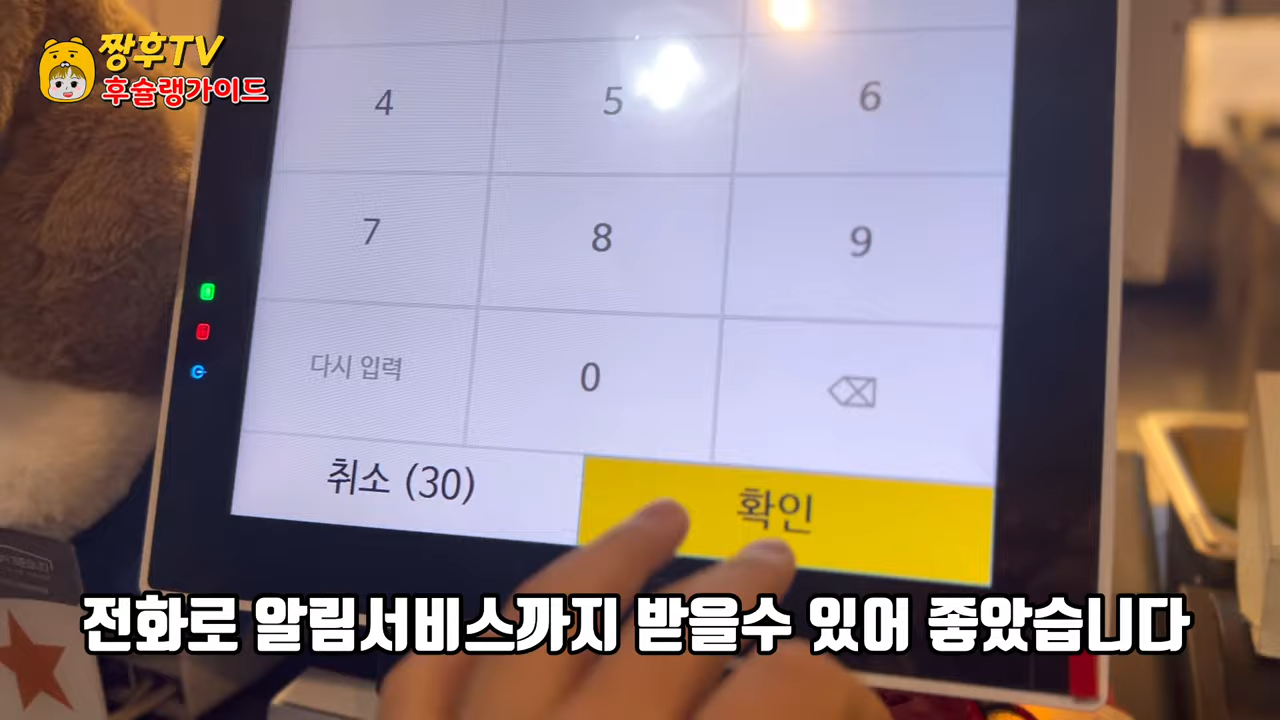 짱후TV
후슐랭가이드
4 5 6
7 8 9
다시 입력 0
취소 (30) 확인
전화로 알림서비스까지 받을수 있어 좋았습니다